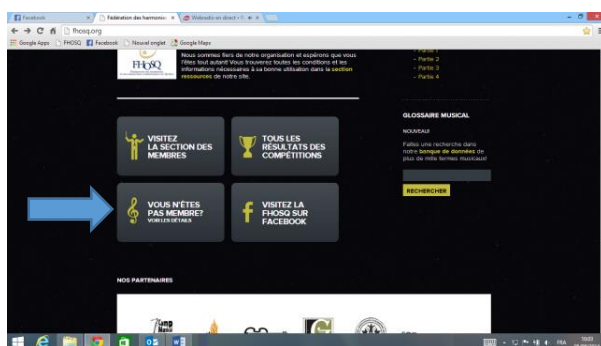 Facebook
Fédération des harmonies
Webradio en direct
fhosq.org
Google Apps
FHOSQ
Facebook
Nouvel onglet
Google Maps
FHOSQ
Nous sommes fiers de notre organisation et espérons que vous
l'êtes tout autant! Vous trouverez toutes les conditions et les
informations nécessaires à sa bonne utilisation dans la section
ressources de notre site.
– Partie 1
– Partie 2
– Partie 3
– Partie 4
VISITEZ
LA SECTION DES
MEMBRES
TOUS LES
RÉSULTATS DES
COMPÉTITIONS
GLOSSAIRE MUSICAL
NOUVEAU!
Faites une recherche dans
notre banque de données de
plus de mille termes musicaux!
RECHERCHER
VOUS N'ÊTES
PAS MEMBRE?
VOIR LES DÉTAILS
VISITEZ LA
FHOSQ SUR
FACEBOOK
NOS PARTENAIRES
FRA